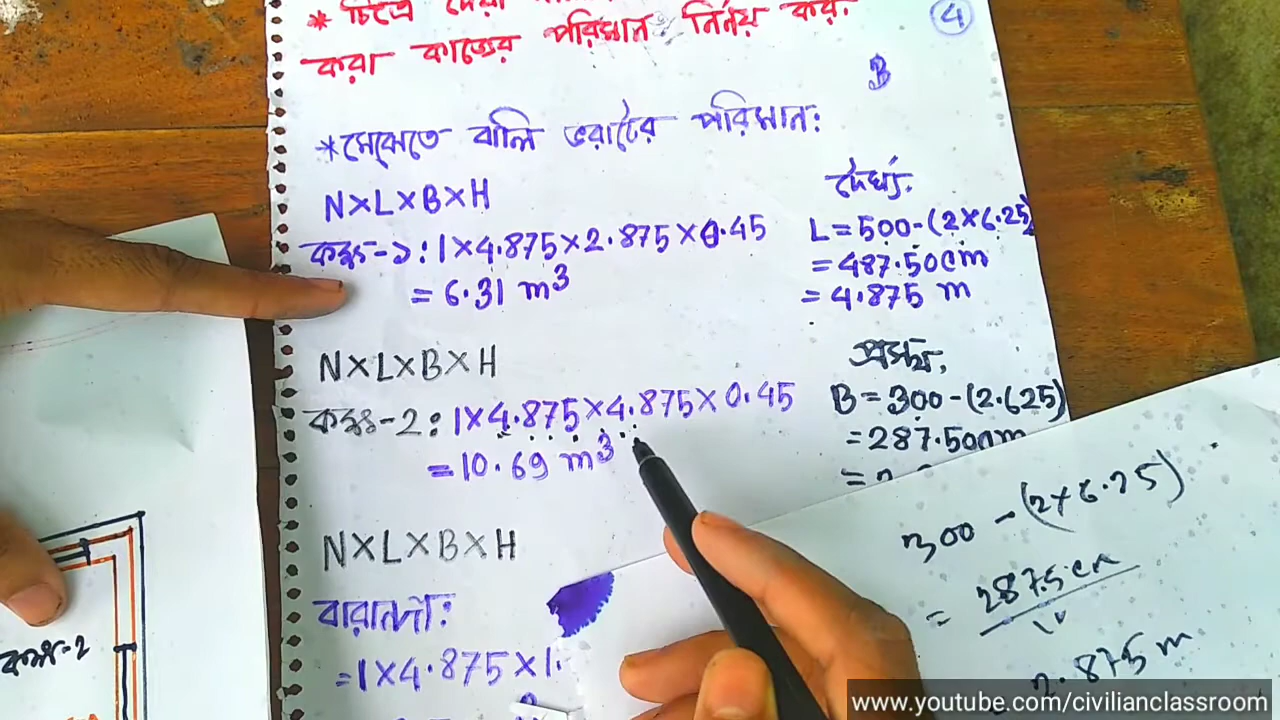 * চিত্রে দেয়া
করা কাজের পরিমান নির্নয় কর.
4
B
*মেঝেতে বালি ভরাটের পরিমান:
N×L×B×H
কক্ষ-১: 1×4.875×2.875×0.45
= 6.31 m³
দৈর্ঘ্য.
L=500-(2×6.25)
=487.50cm
=4.875 m
N×L×B×H
কক্ষ-2: 1×4.875×4.875×0.45
=10.69 m³
প্রস্থ্য,
B=300-(2.625)
=287.50cm
N×L×B×H
বারান্দা:
=1×4.875×1.
300 -(2×6.25)
= 287.5 cm
2.875 m
কক্ষ-2
www.youtube.com/civilianclassroom